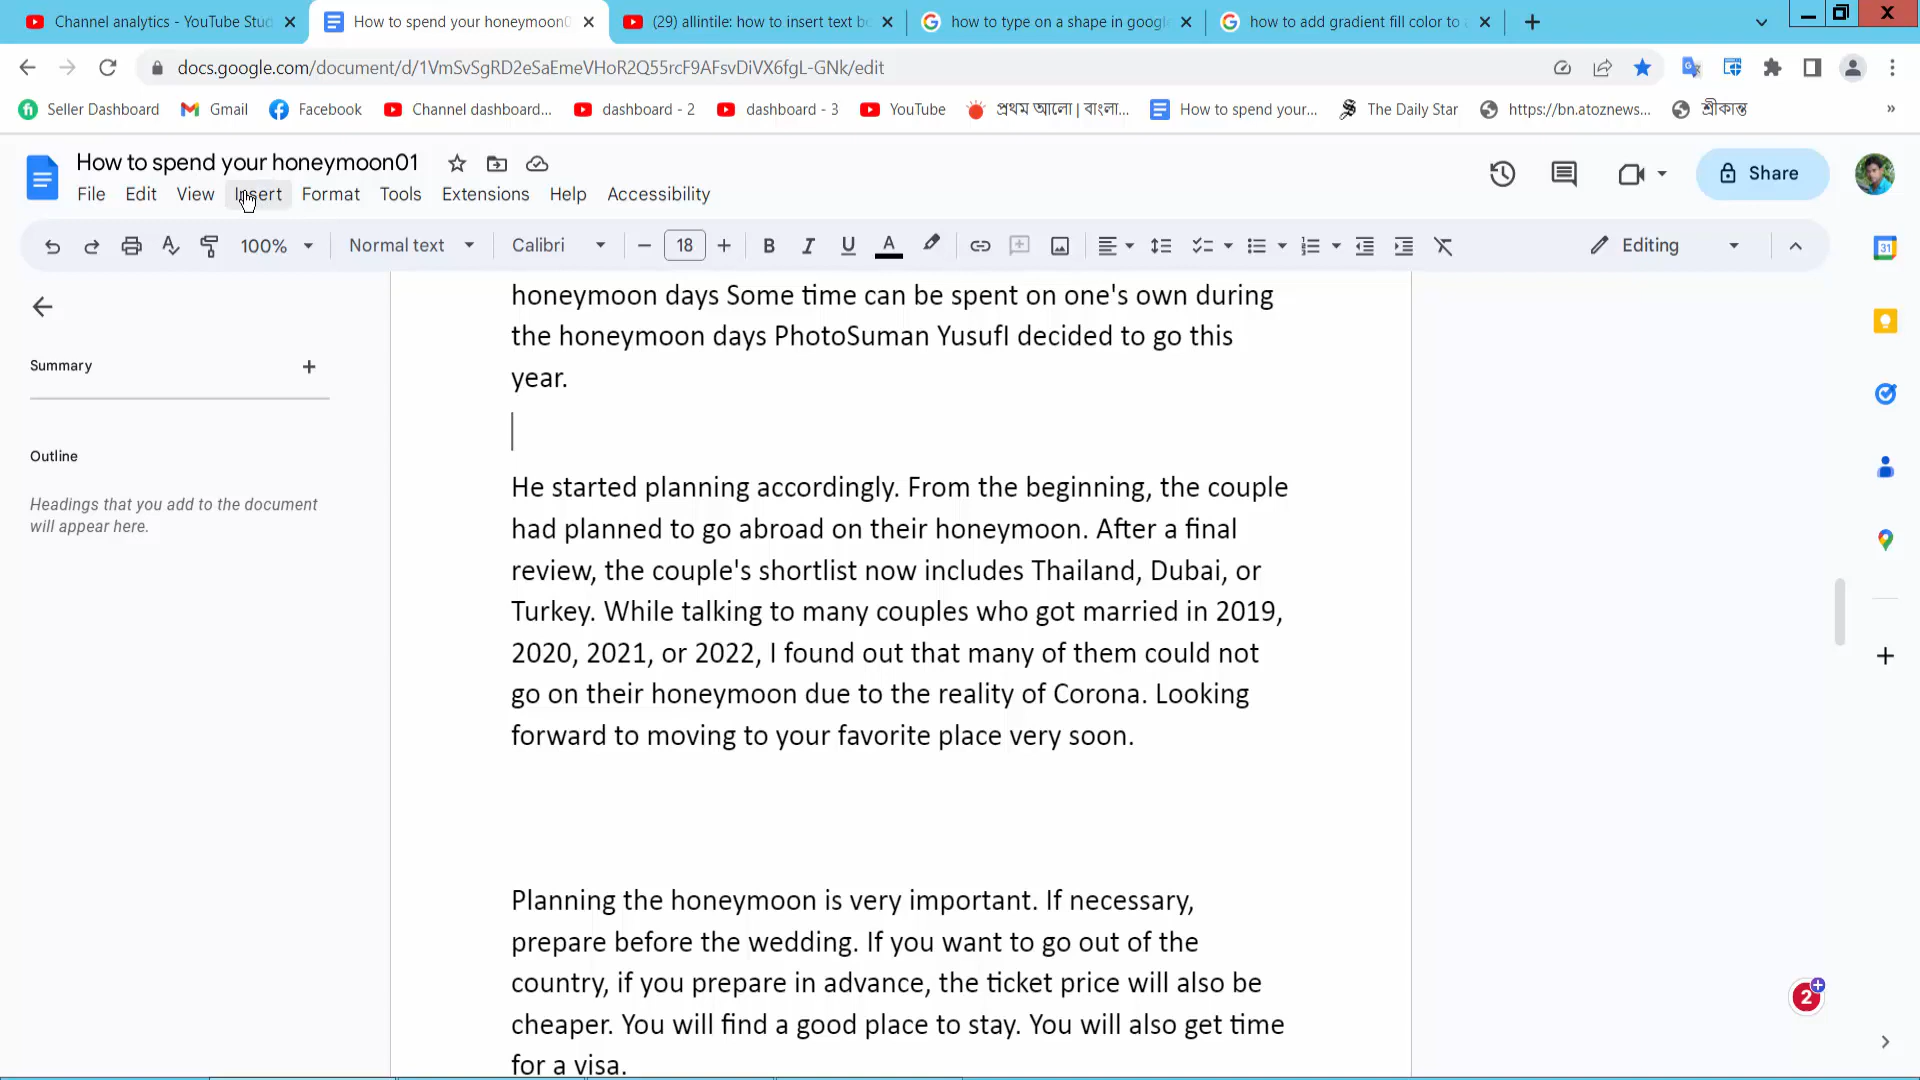 Channel analytics - YouTube Stud
How to spend your honeymoon0
(29) allintile: how to insert text be
how to type on a shape in googl
how to add gradient fill color to a
docs.google.com/document/d/1VmSvSgRD2eSaEmeVHoR2Q55rcF9AFsvDiVX6fgL-GNk/edit
Seller Dashboard
Gmail
Facebook
Channel dashboard...
dashboard - 2
dashboard - 3
YouTube
প্রথম আলো | বাংলা...
How to spend your...
The Daily Star
https://bn.atoznews...
শ্রীকান্ত
How to spend your honeymoon01
Share
File Edit View Insert Format Tools Extensions Help Accessibility
100% Normal text Calibri 18 Editing
31
Summary
Outline
Headings that you add to the document
will appear here.
honeymoon days Some time can be spent on one's own during
the honeymoon days PhotoSuman YusufI decided to go this
year.
He started planning accordingly. From the beginning, the couple
had planned to go abroad on their honeymoon. After a final
review, the couple's shortlist now includes Thailand, Dubai, or
Turkey. While talking to many couples who got married in 2019,
2020, 2021, or 2022, I found out that many of them could not
go on their honeymoon due to the reality of Corona. Looking
forward to moving to your favorite place very soon.
Planning the honeymoon is very important. If necessary,
prepare before the wedding. If you want to go out of the
country, if you prepare in advance, the ticket price will also be
cheaper. You will find a good place to stay. You will also get time
for a visa.
2